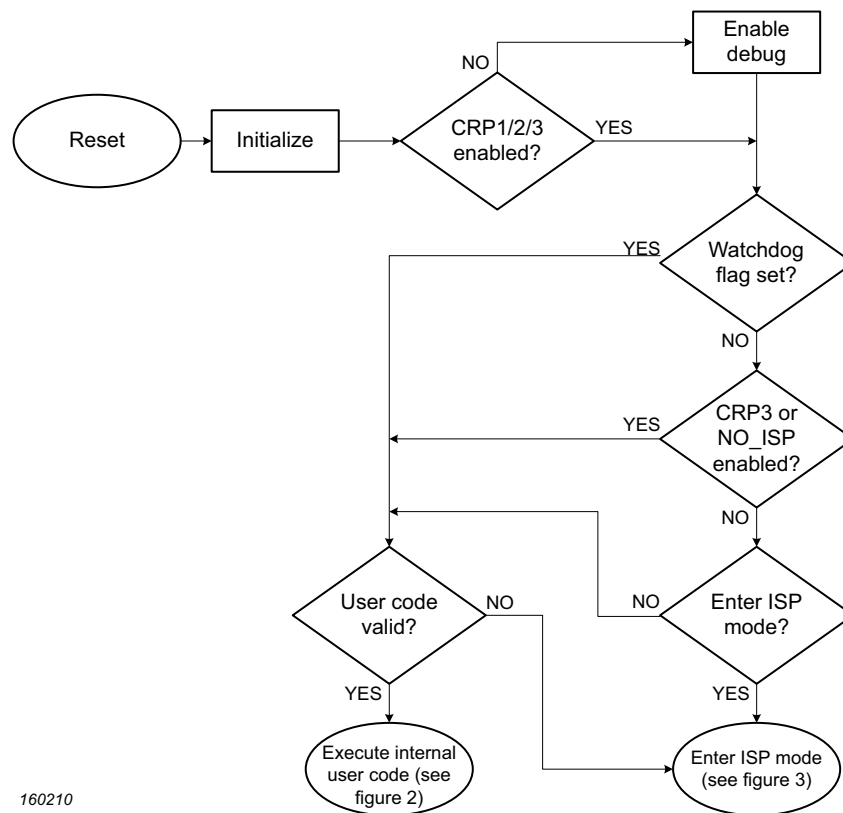 Enable
debug
NO
Reset
Initialize
CRP1/2/3
enabled?
YES
YES
Watchdog
flag set?
NO
YES
CRP3 or
NO_ISP
enabled?
NO
User code
valid?
NO
NO
Enter ISP
mode?
YES
YES
Execute internal
user code (see
figure 2)
Enter ISP mode
(see figure 3)
160210